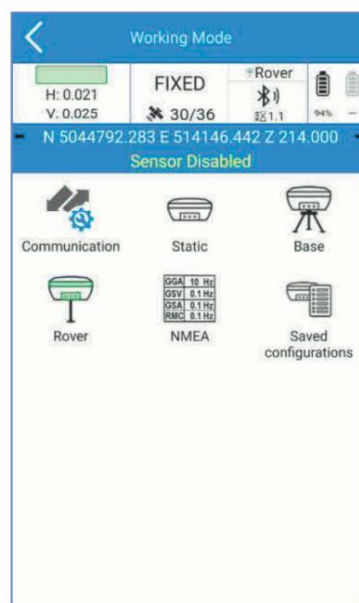 Working Mode
H: 0.021
V: 0.025
FIXED
30/36
Rover
1.1
94%
--
N 5044792.283 E 514146.442 Z 214.000
Sensor Disabled
Communication
Static
Base
Rover
GGA 10 Hz
GSV 0.1 Hz
GSA 0.1 Hz
RMC 0.1 Hz
NMEA
Saved
configurations